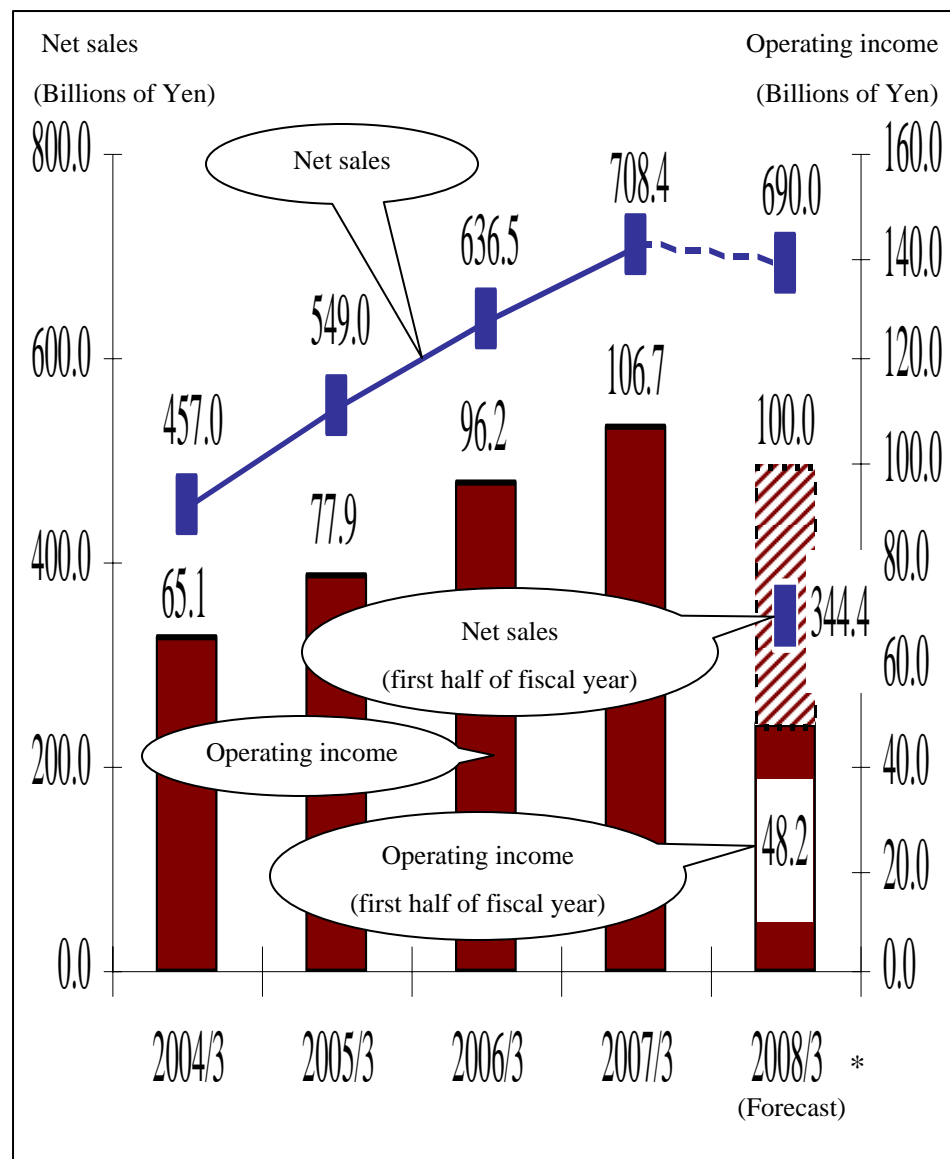 Net sales
(Billions of Yen)
Operating income
(Billions of Yen)
800.0
600.0
400.0
200.0
0.0
160.0
140.0
120.0
100.0
80.0
60.0
40.0
20.0
0.0
Net sales
457.0
549.0
636.5
708.4
690.0
65.1
77.9
96.2
106.7
100.0
Net sales
(first half of fiscal year)
344.4
Operating income
Operating income
(first half of fiscal year)
48.2
2004/3
2005/3
2006/3
2007/3
2008/3 *
(Forecast)